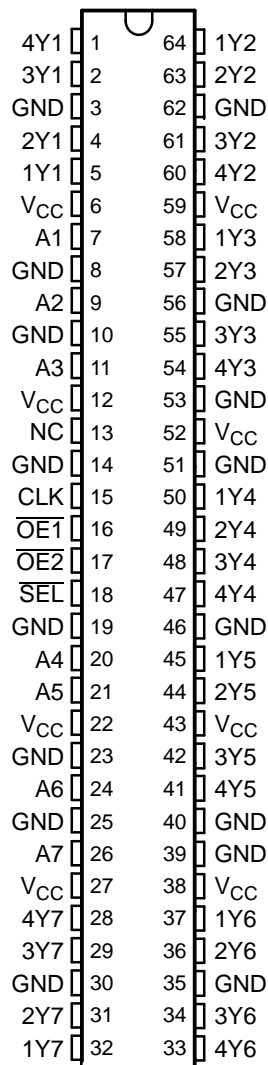 4Y1 1 64 1Y2
3Y1 2 63 2Y2
GND 3 62 GND
2Y1 4 61 3Y2
1Y1 5 60 4Y2
VCC 6 59 VCC
A1 7 58 1Y3
GND 8 57 2Y3
A2 9 56 GND
GND 10 55 3Y3
A3 11 54 4Y3
VCC 12 53 GND
NC 13 52 VCC
GND 14 51 GND
CLK 15 50 1Y4
O̅E̅1̅ 16 49 2Y4
O̅E̅2̅ 17 48 3Y4
S̅E̅L̅ 18 47 4Y4
GND 19 46 GND
A4 20 45 1Y5
A5 21 44 2Y5
VCC 22 43 VCC
GND 23 42 3Y5
A6 24 41 4Y5
GND 25 40 GND
A7 26 39 GND
VCC 27 38 VCC
4Y7 28 37 1Y6
3Y7 29 36 2Y6
GND 30 35 GND
2Y7 31 34 3Y6
1Y7 32 33 4Y6